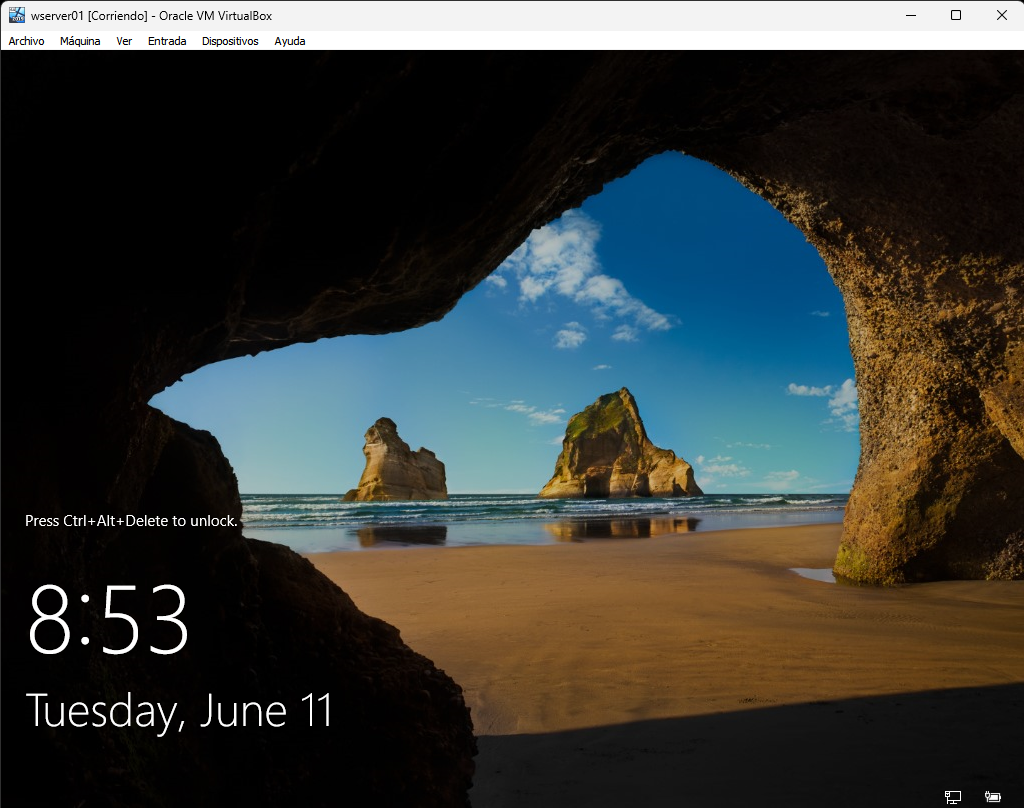 wserver01 [Corriendo] - Oracle VM VirtualBox
Archivo Máquina Ver Entrada Dispositivos Ayuda
Press Ctrl+Alt+Delete to unlock.
8:53
Tuesday, June 11